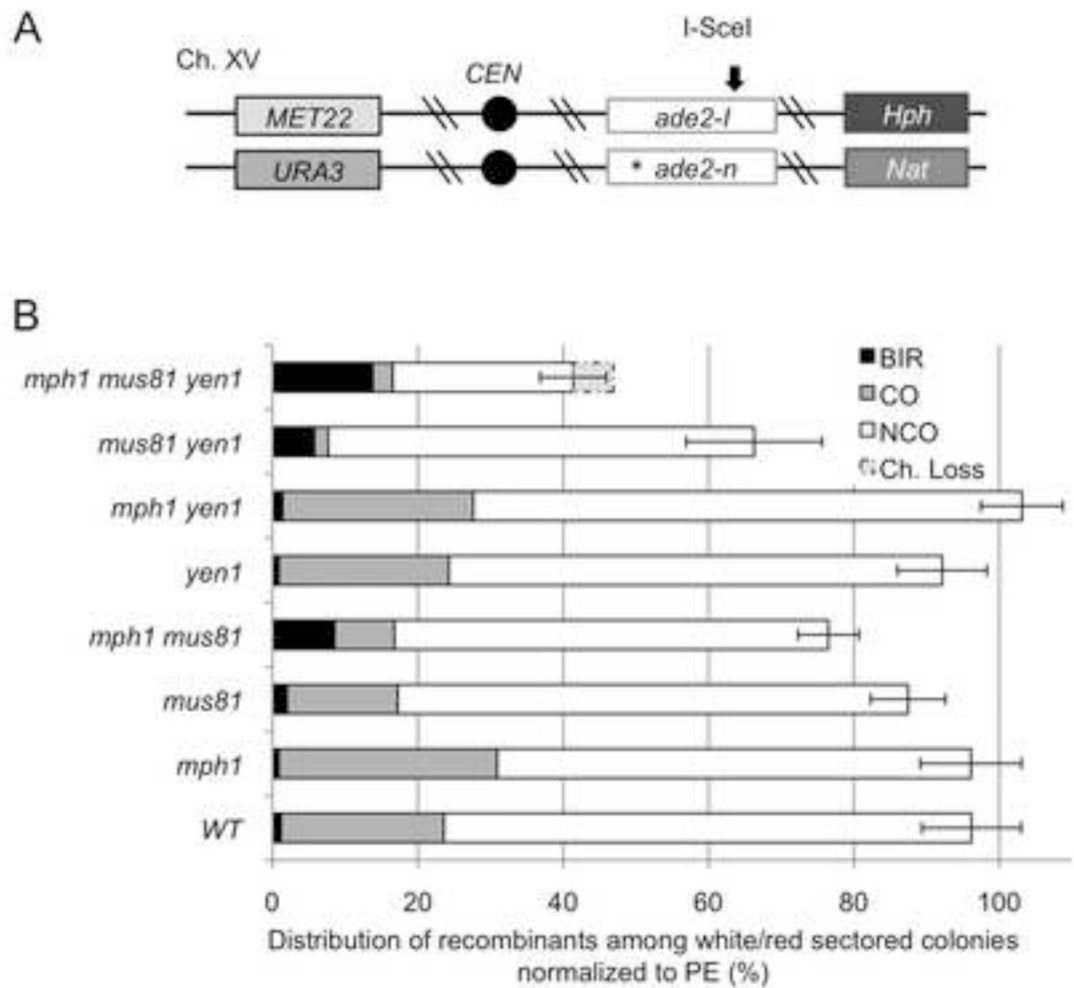 A
I-SceI
Ch. XV
CEN
MET22
ade2-I
Hph
URA3
* ade2-n
Nat
B
BIR
CO
NCO
Ch. Loss
mph1 mus81 yen1
mus81 yen1
mph1 yen1
yen1
mph1 mus81
mus81
mph1
WT
0 20 40 60 80 100
Distribution of recombinants among white/red sectored colonies
normalized to PE (%)